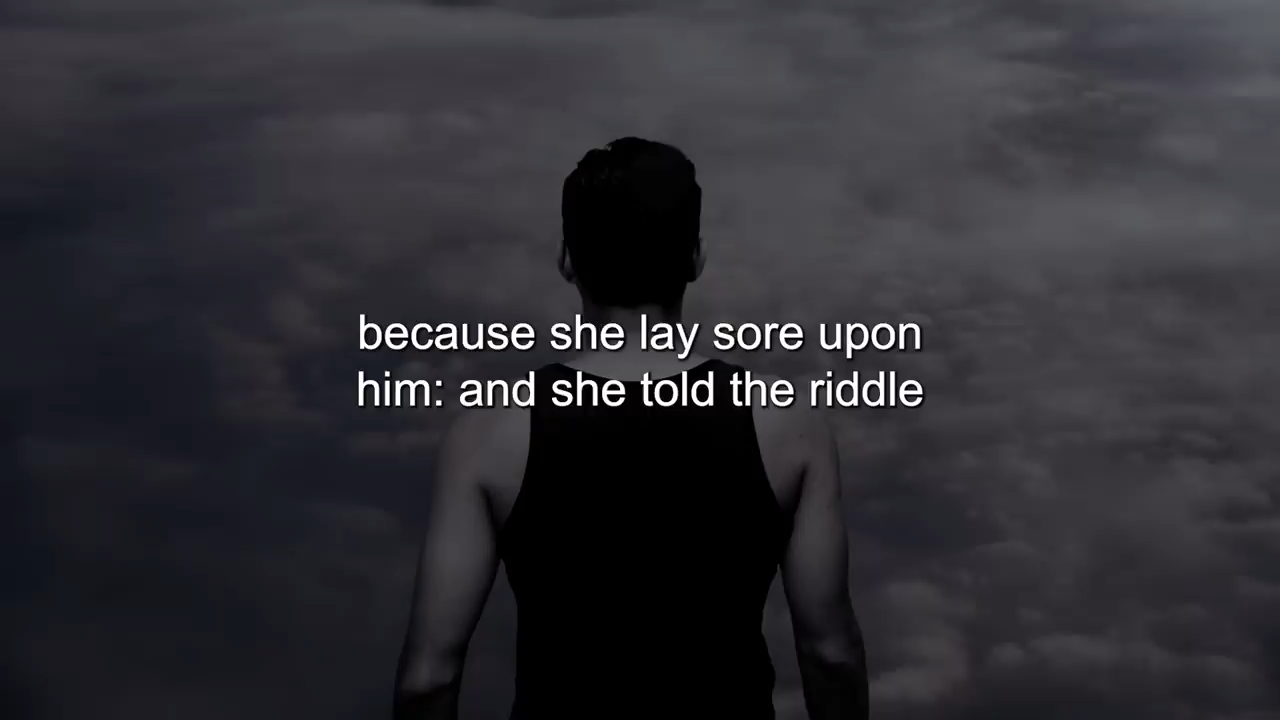 because she lay sore upon
him: and she told the riddle